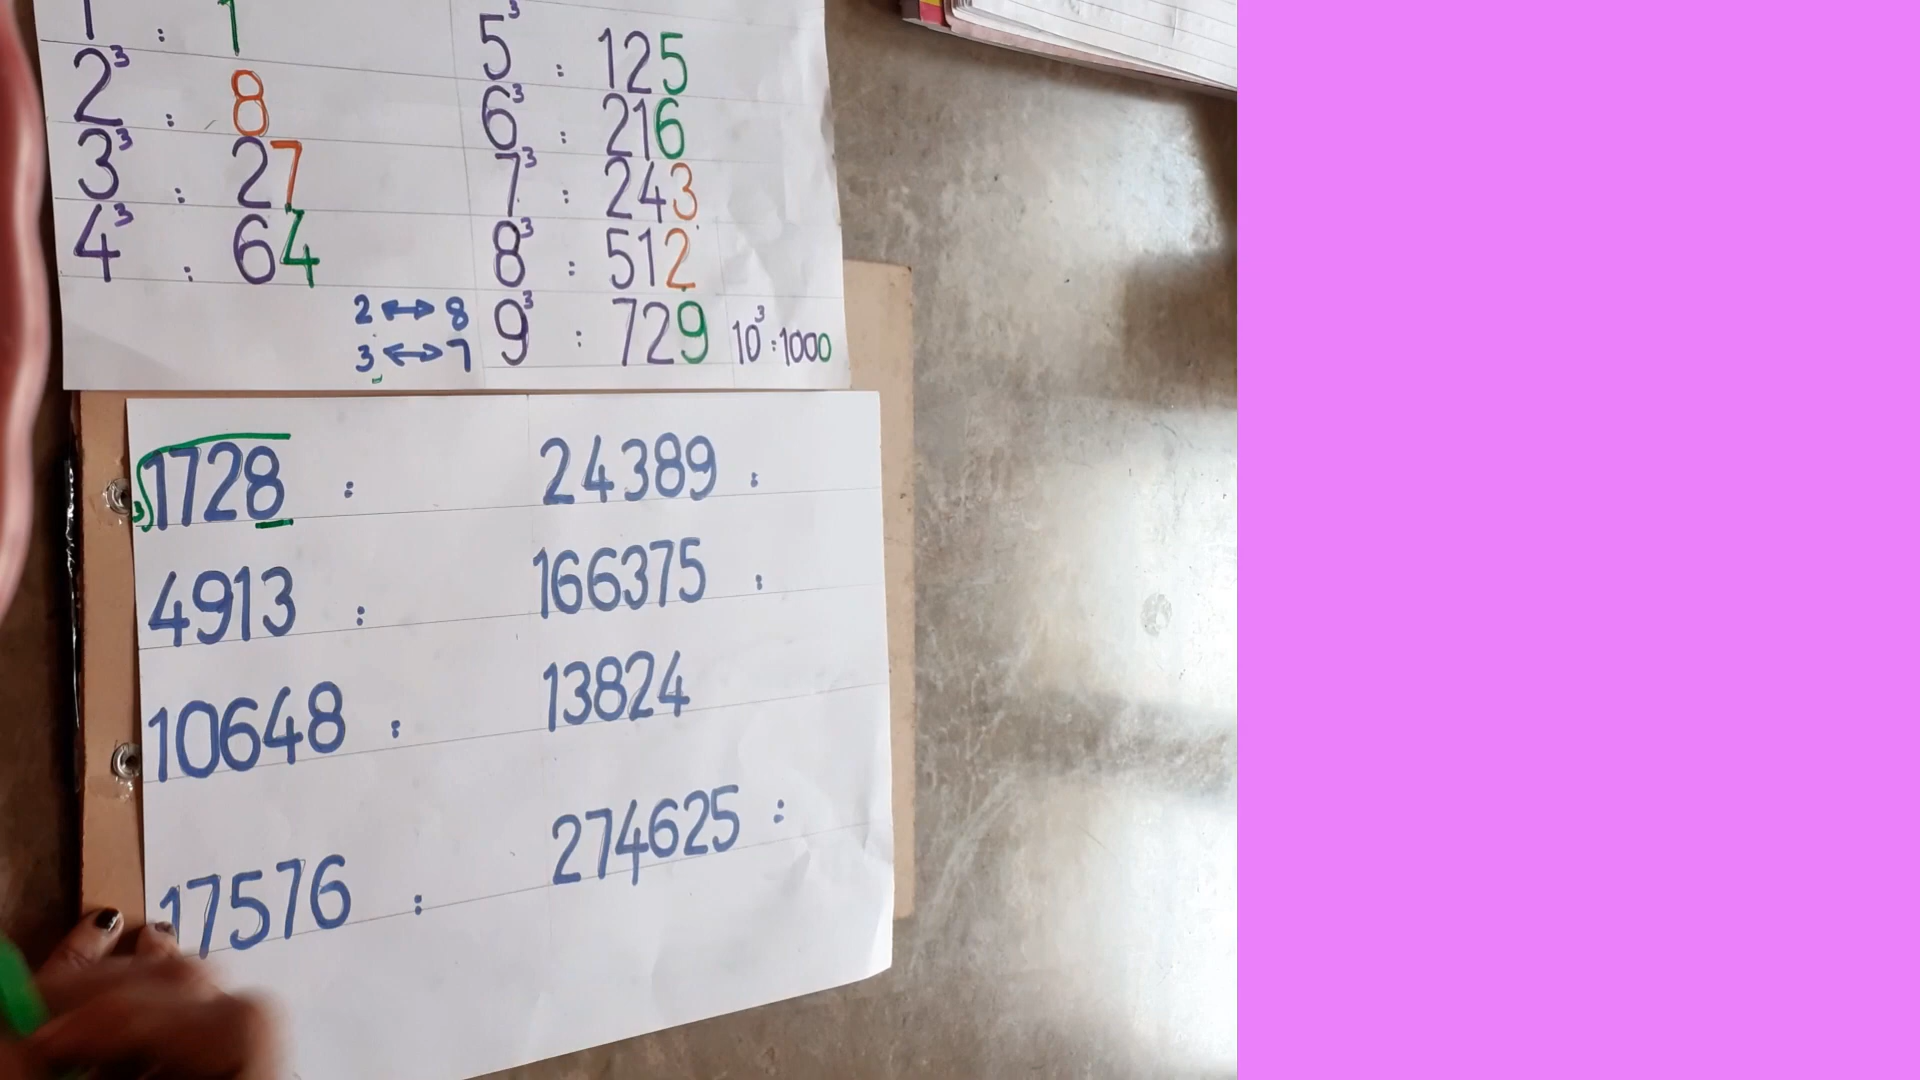 1 : 1
2³ : 8
3³ : 27
4³ : 64
2 ↔ 8
3 ↔ 7
5³ : 125
6³ : 216
7³ : 243
8³ : 512
9³ : 729
10³ : 1000
∛1728 :
4913 :
10648 :
17576 :
24389 :
166375 :
13824
274625 :